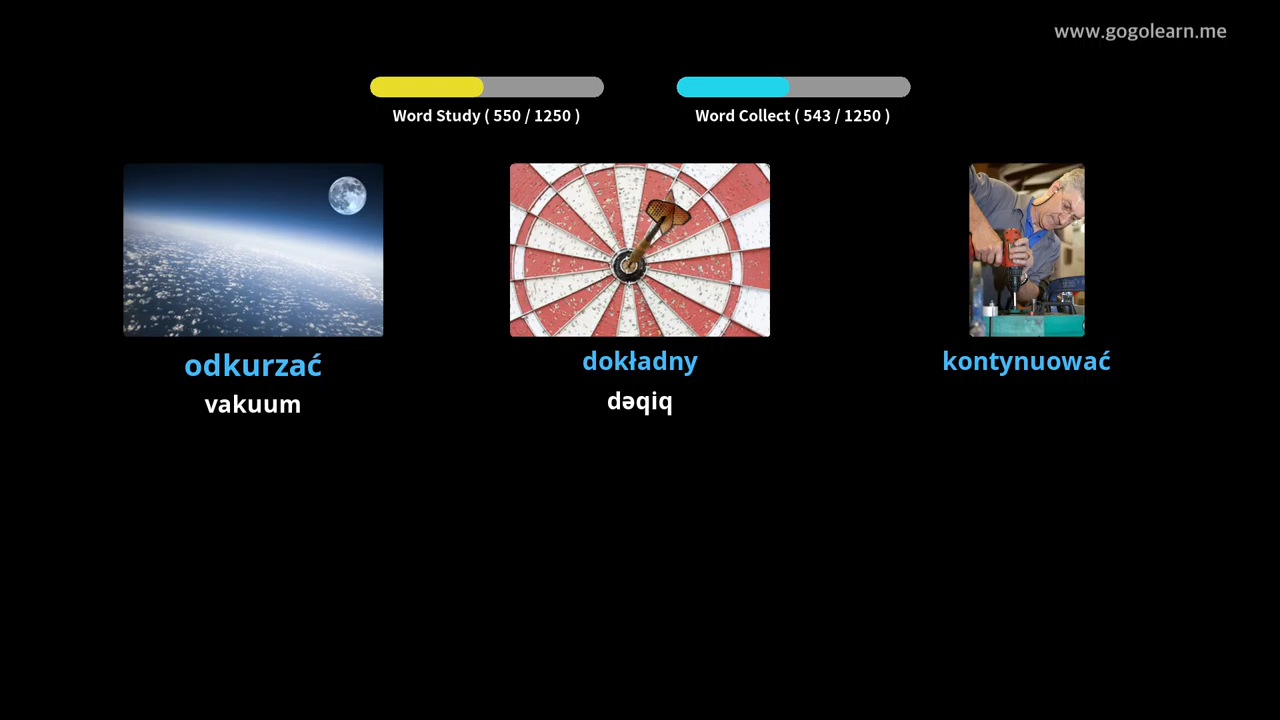 www.gogolearn.me
Word Study ( 550 / 1250 )
Word Collect ( 543 / 1250 )
odkurzać
vakuum
dokładny
dəqiq
kontynuować